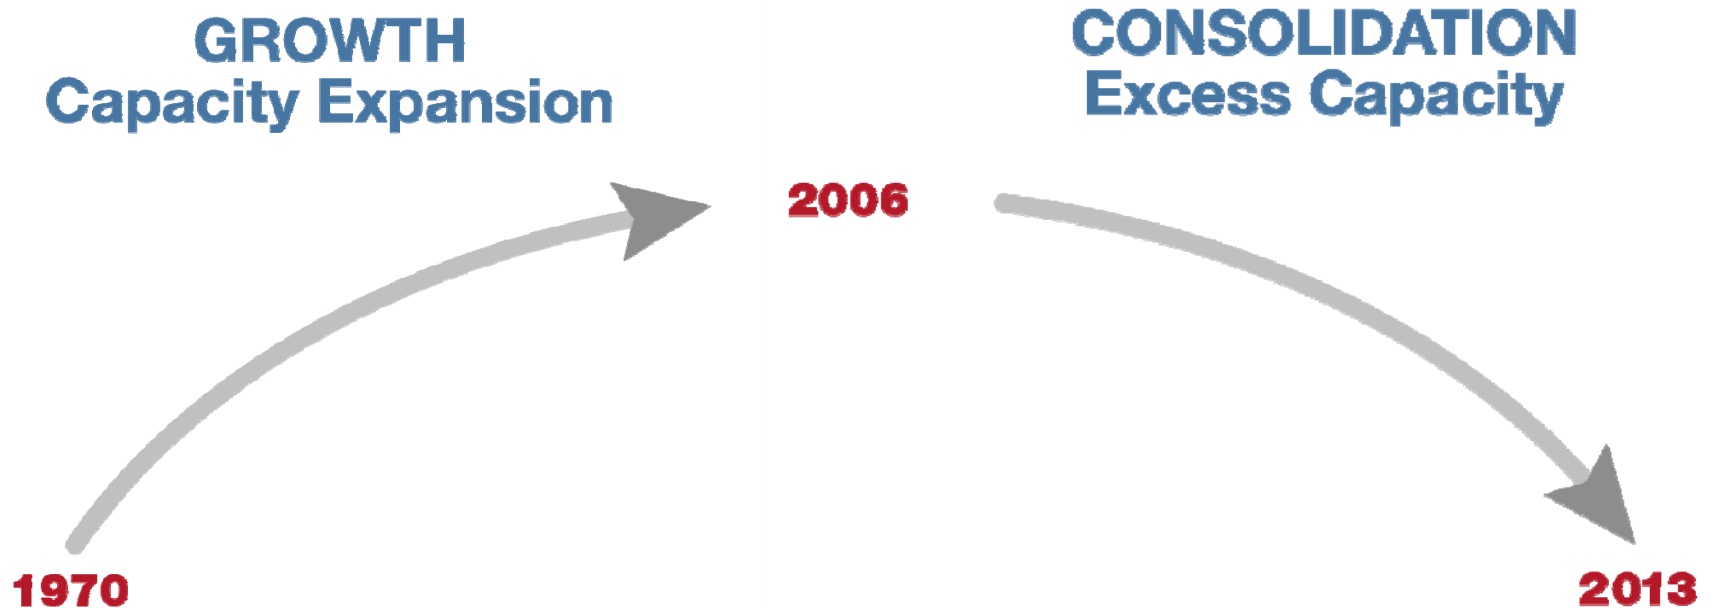 GROWTH
Capacity Expansion
CONSOLIDATION
Excess Capacity
2006
1970
2013